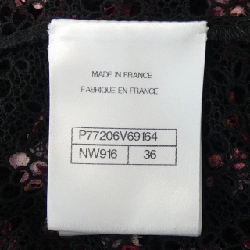 MADE IN FRANCE
FABRIQUE EN FRANCE
P77206V69164
NW916 36